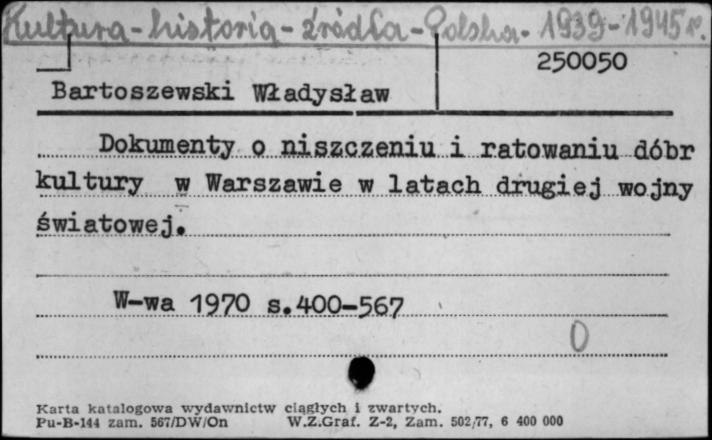 Kultura-historia-źródła-Polska-1939-1945r.
250050
Bartoszewski Władysław
Dokumenty o niszczeniu i ratowaniu dóbr
kultury w Warszawie w latach drugiej wojny
światowej.
W-wa 1970 s.400-567
0
Karta katalogowa wydawnictw ciągłych i zwartych.
Pu-B-144 zam. 567/DW/On W.Z.Graf. Z-2, Zam. 502/77, 6 400 000